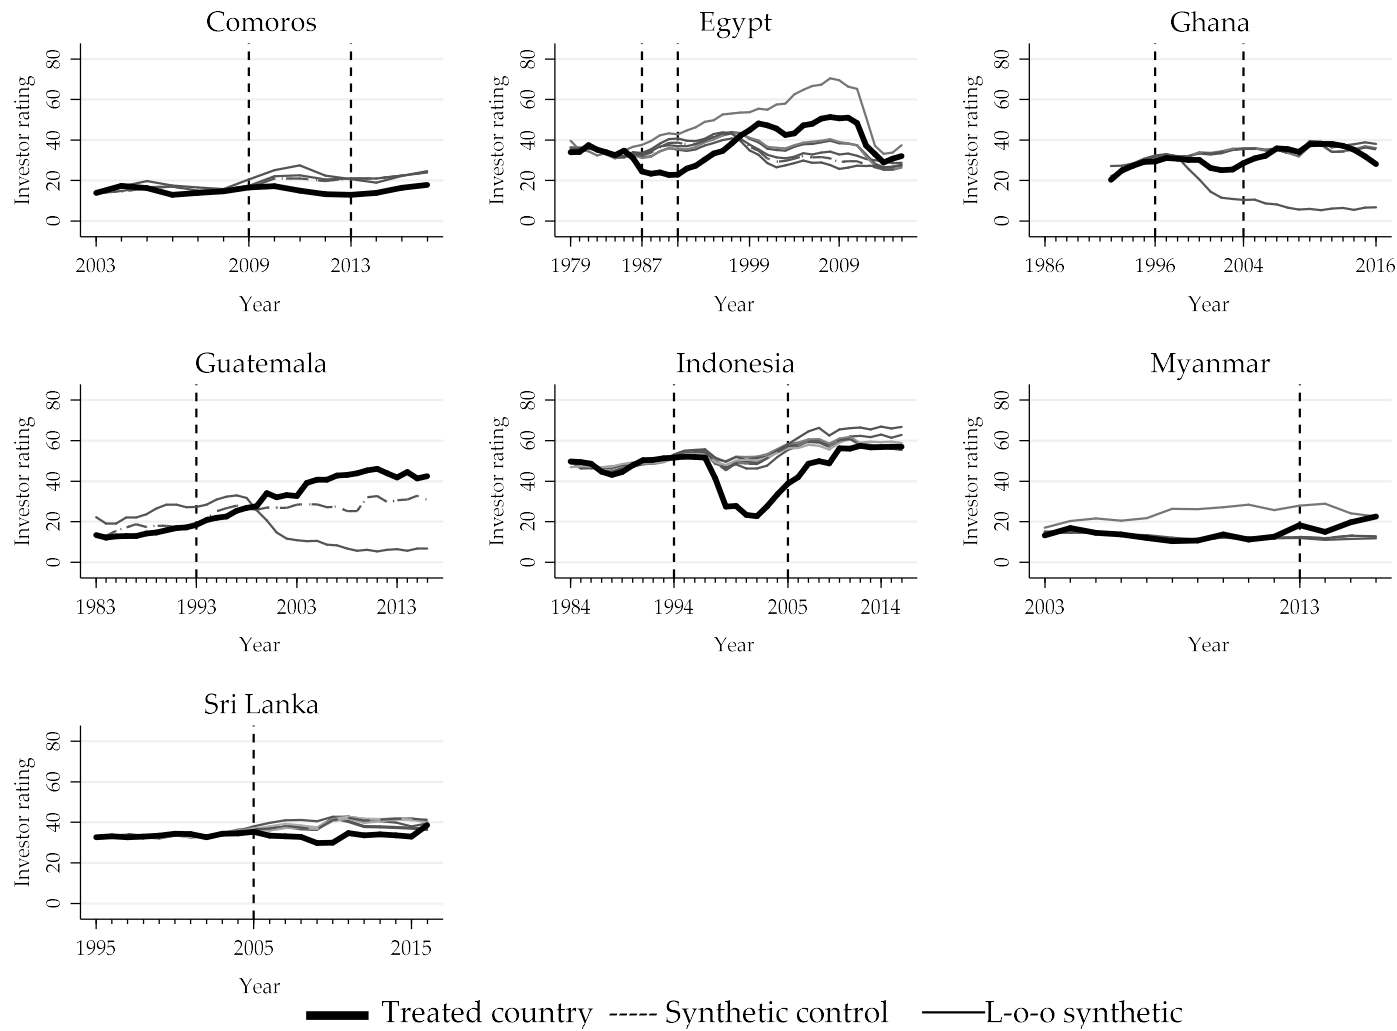 Comoros Egypt Ghana
Investor rating
0 20 40 60 80
2003 2009 2013
Year
Investor rating
0 20 40 60 80
1979 1987 1999 2009
Year
Investor rating
0 20 40 60 80
1986 1996 2004 2016
Year
Guatemala Indonesia Myanmar
Investor rating
0 20 40 60 80
1983 1993 2003 2013
Year
Investor rating
0 20 40 60 80
1984 1994 2005 2014
Year
Investor rating
0 20 40 60 80
2003 2013
Year
Sri Lanka
Investor rating
0 20 40 60 80
1995 2005 2015
Year
Treated country Synthetic control L-o-o synthetic